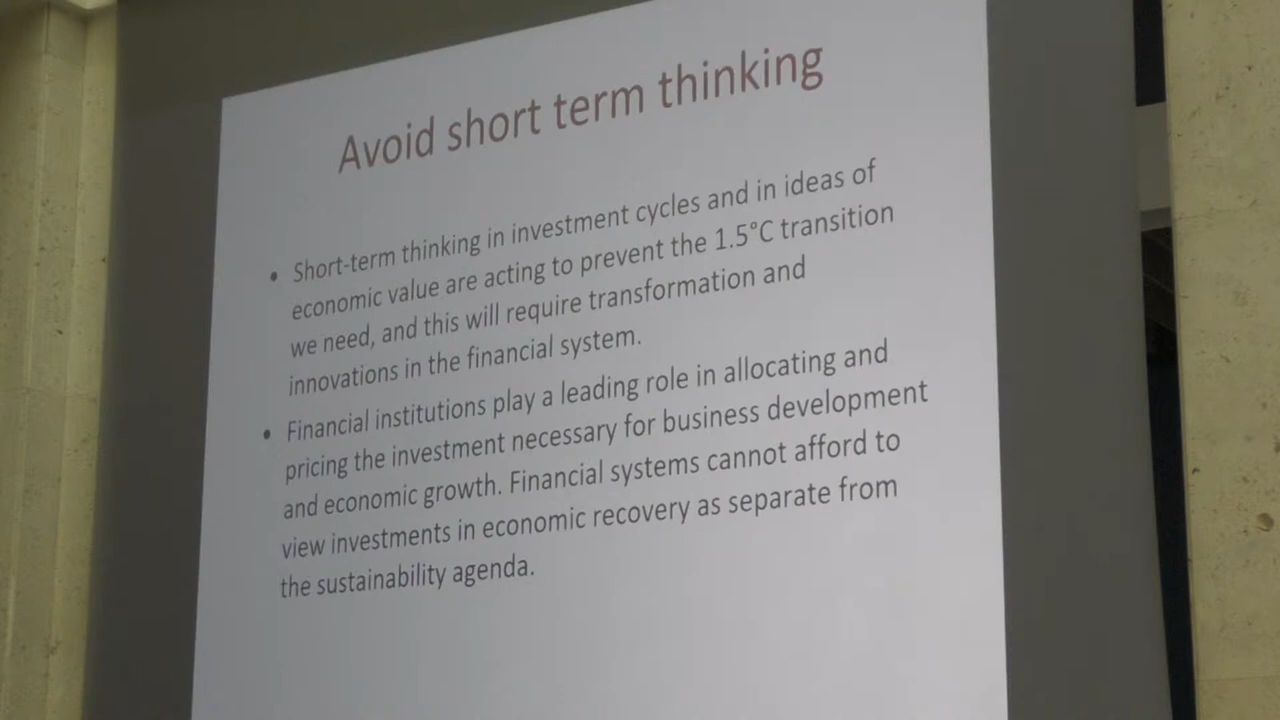 Avoid short term thinking
• Short-term thinking in investment cycles and in ideas of
economic value are acting to prevent the 1.5°C transition
we need, and this will require transformation and
innovations in the financial system.
• Financial institutions play a leading role in allocating and
pricing the investment necessary for business development
and economic growth. Financial systems cannot afford to
view investments in economic recovery as separate from
the sustainability agenda.